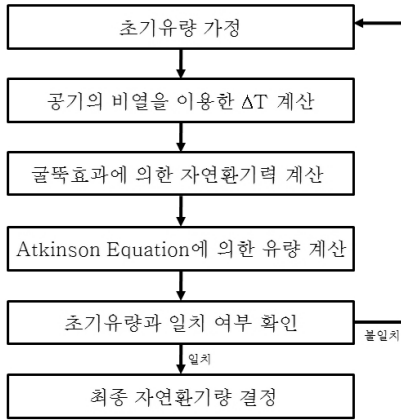 초기유량 가정
공기의 비열을 이용한 ΔT 계산
굴뚝효과에 의한 자연환기력 계산
Atkinson Equation에 의한 유량 계산
초기유량과 일치 여부 확인
불일치
일치
최종 자연환기량 결정